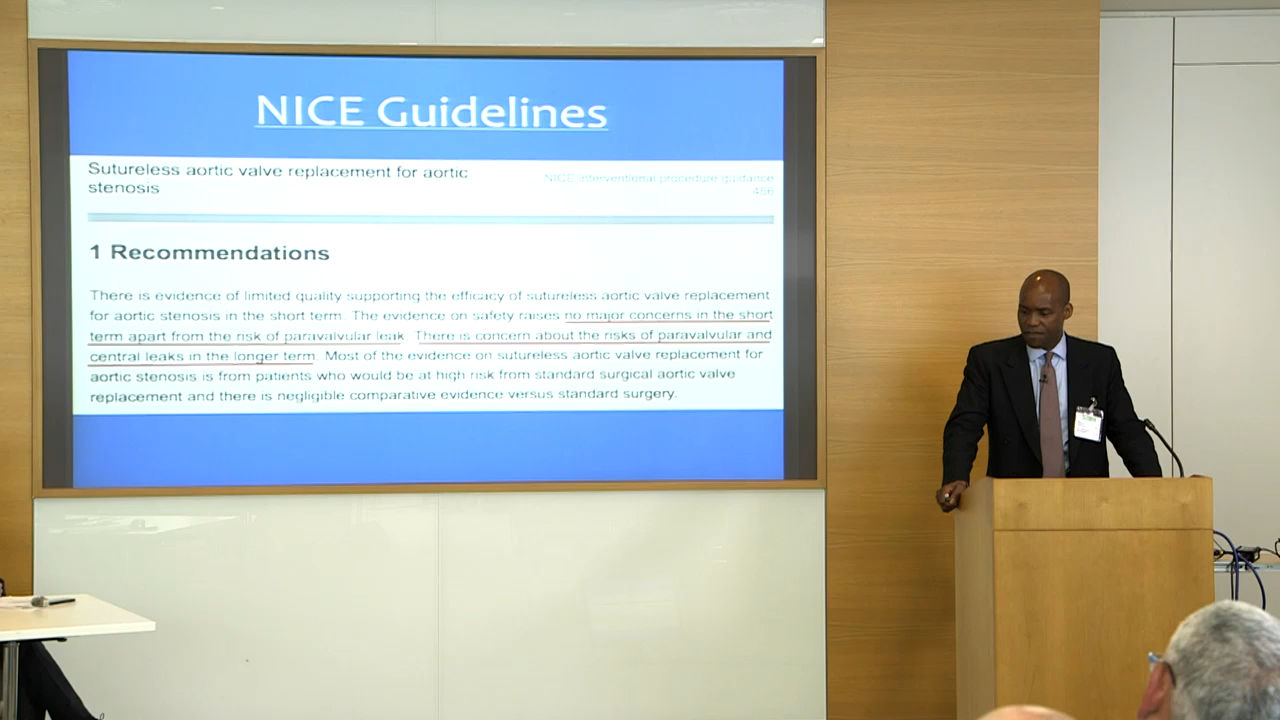 NICE Guidelines
Sutureless aortic valve replacement for aortic
stenosis
NICE interventional procedure guidance
456
1 Recommendations
There is evidence of limited quality supporting the efficacy of sutureless aortic valve replacement
for aortic stenosis in the short term. The evidence on safety raises no major concerns in the short
term apart from the risk of paravalvular leak. There is concern about the risks of paravalvular and
central leaks in the longer term. Most of the evidence on sutureless aortic valve replacement for
aortic stenosis is from patients who would be at high risk from standard surgical aortic valve
replacement and there is negligible comparative evidence versus standard surgery.